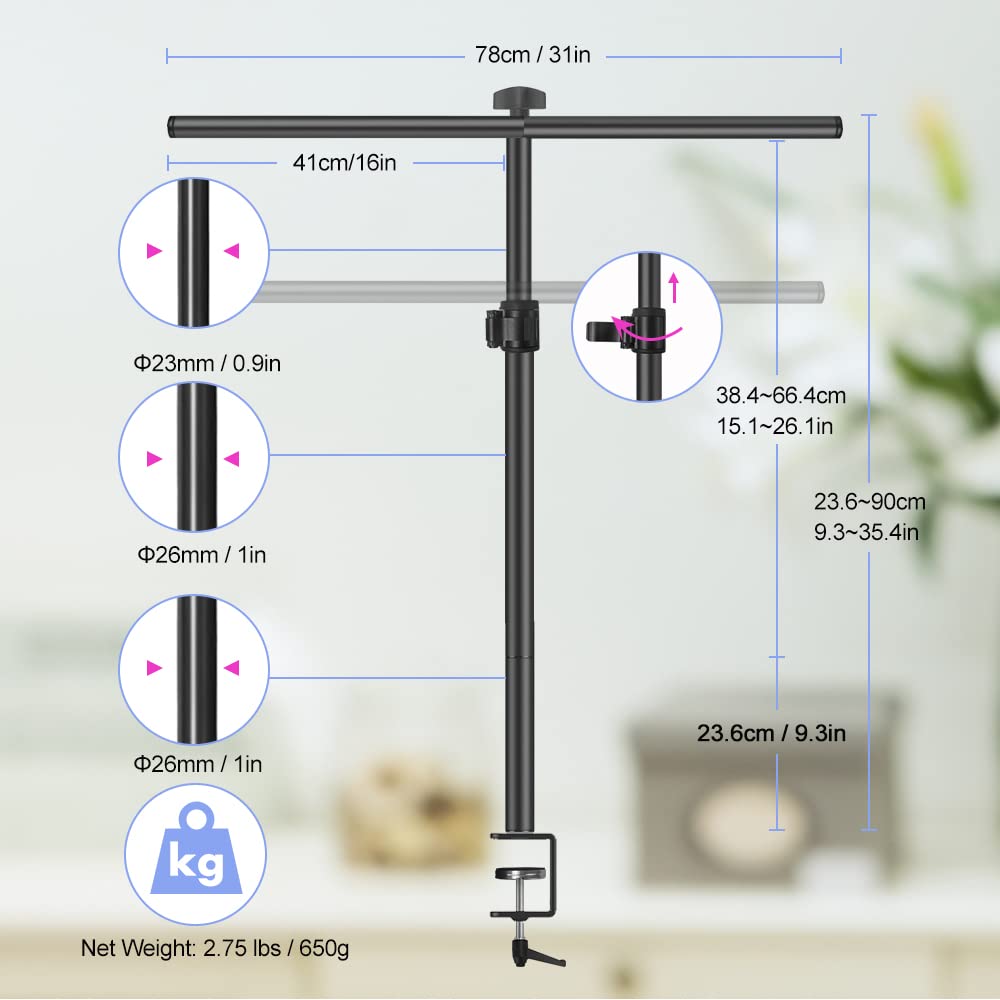 78cm / 31in
41cm/16in
Φ23mm / 0.9in
38.4~66.4cm
15.1~26.1in
23.6~90cm
9.3~35.4in
Φ26mm / 1in
23.6cm / 9.3in
Φ26mm / 1in
kg
Net Weight: 2.75 lbs / 650g